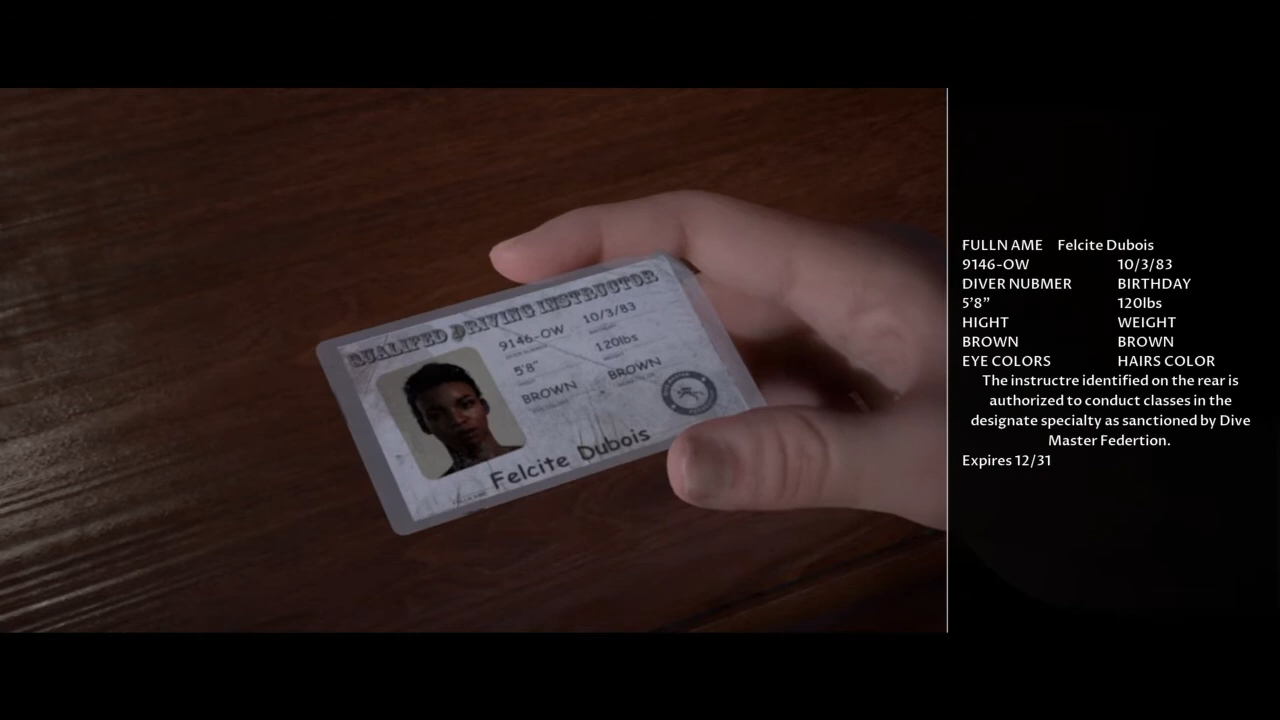 QUALIFED DRIVING INSTRUCTOR
9146-OW 10/3/83
5'8" 120lbs
BROWN BROWN
Felcite Dubois
FULLN AME Felcite Dubois
9146-OW 10/3/83
DIVER NUBMER BIRTHDAY
5'8" 120lbs
HIGHT WEIGHT
BROWN BROWN
EYE COLORS HAIRS COLOR
The instructre identified on the rear is
authorized to conduct classes in the
designate specialty as sanctioned by Dive
Master Federtion.
Expires 12/31